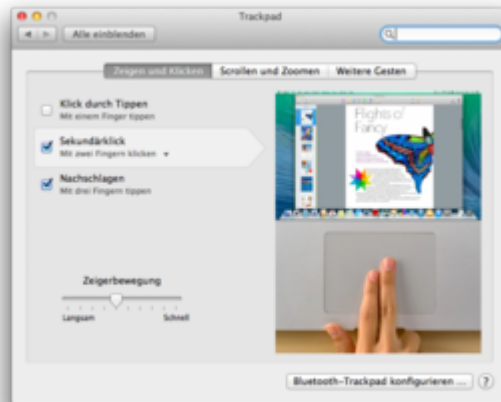 Trackpad
Alle einblenden
Zeigen und Klicken
Scrollen und Zoomen
Weitere Gesten
Klick durch Tippen
Mit einem Finger tippen
Sekundärklick
Mit zwei Fingern klicken
Nachschlagen
Mit drei Fingern tippen
Flights of
Fancy
Zeigerbewegung
Langsam
Schnell
Bluetooth-Trackpad konfigurieren ...
?